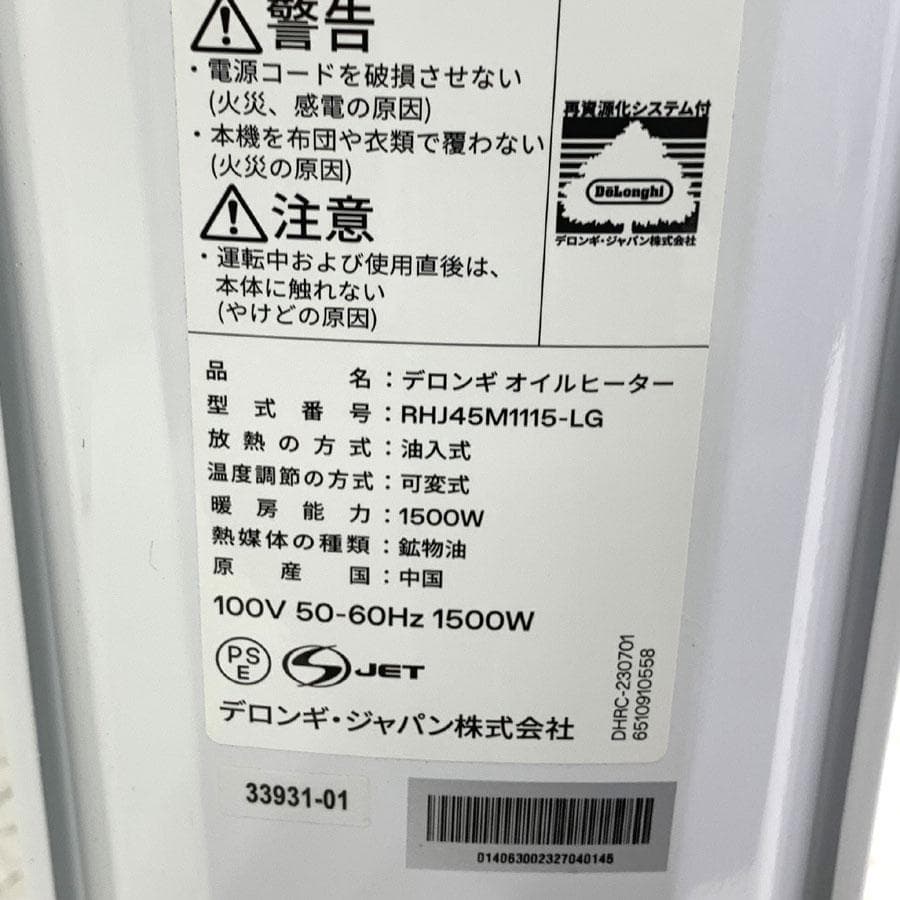 警告
・電源コードを破損させない
(火災、感電の原因)
・本機を布団や衣類で覆わない
(火災の原因)
注意
・運転中および使用直後は、
本体に触れない
(やけどの原因)
再資源化システム付
DeLonghi
デロンギ・ジャパン株式会社
品名：デロンギ オイルヒーター
型式番号：RHJ45M1115-LG
放熱の方式：油入式
温度調節の方式：可変式
暖房能力：1500W
熱媒体の種類：鉱物油
原産国：中国
100V 50-60Hz 1500W
PS
E
JET
デロンギ・ジャパン株式会社
DHRC-230701
6510910558
33931-01
014063002327040145